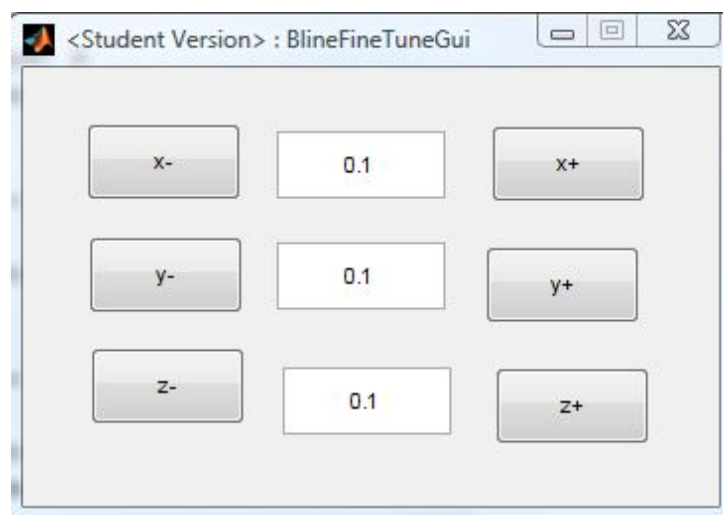 <Student Version> : BlineFineTuneGui
x- 0.1 x+
y- 0.1 y+
z- 0.1 z+